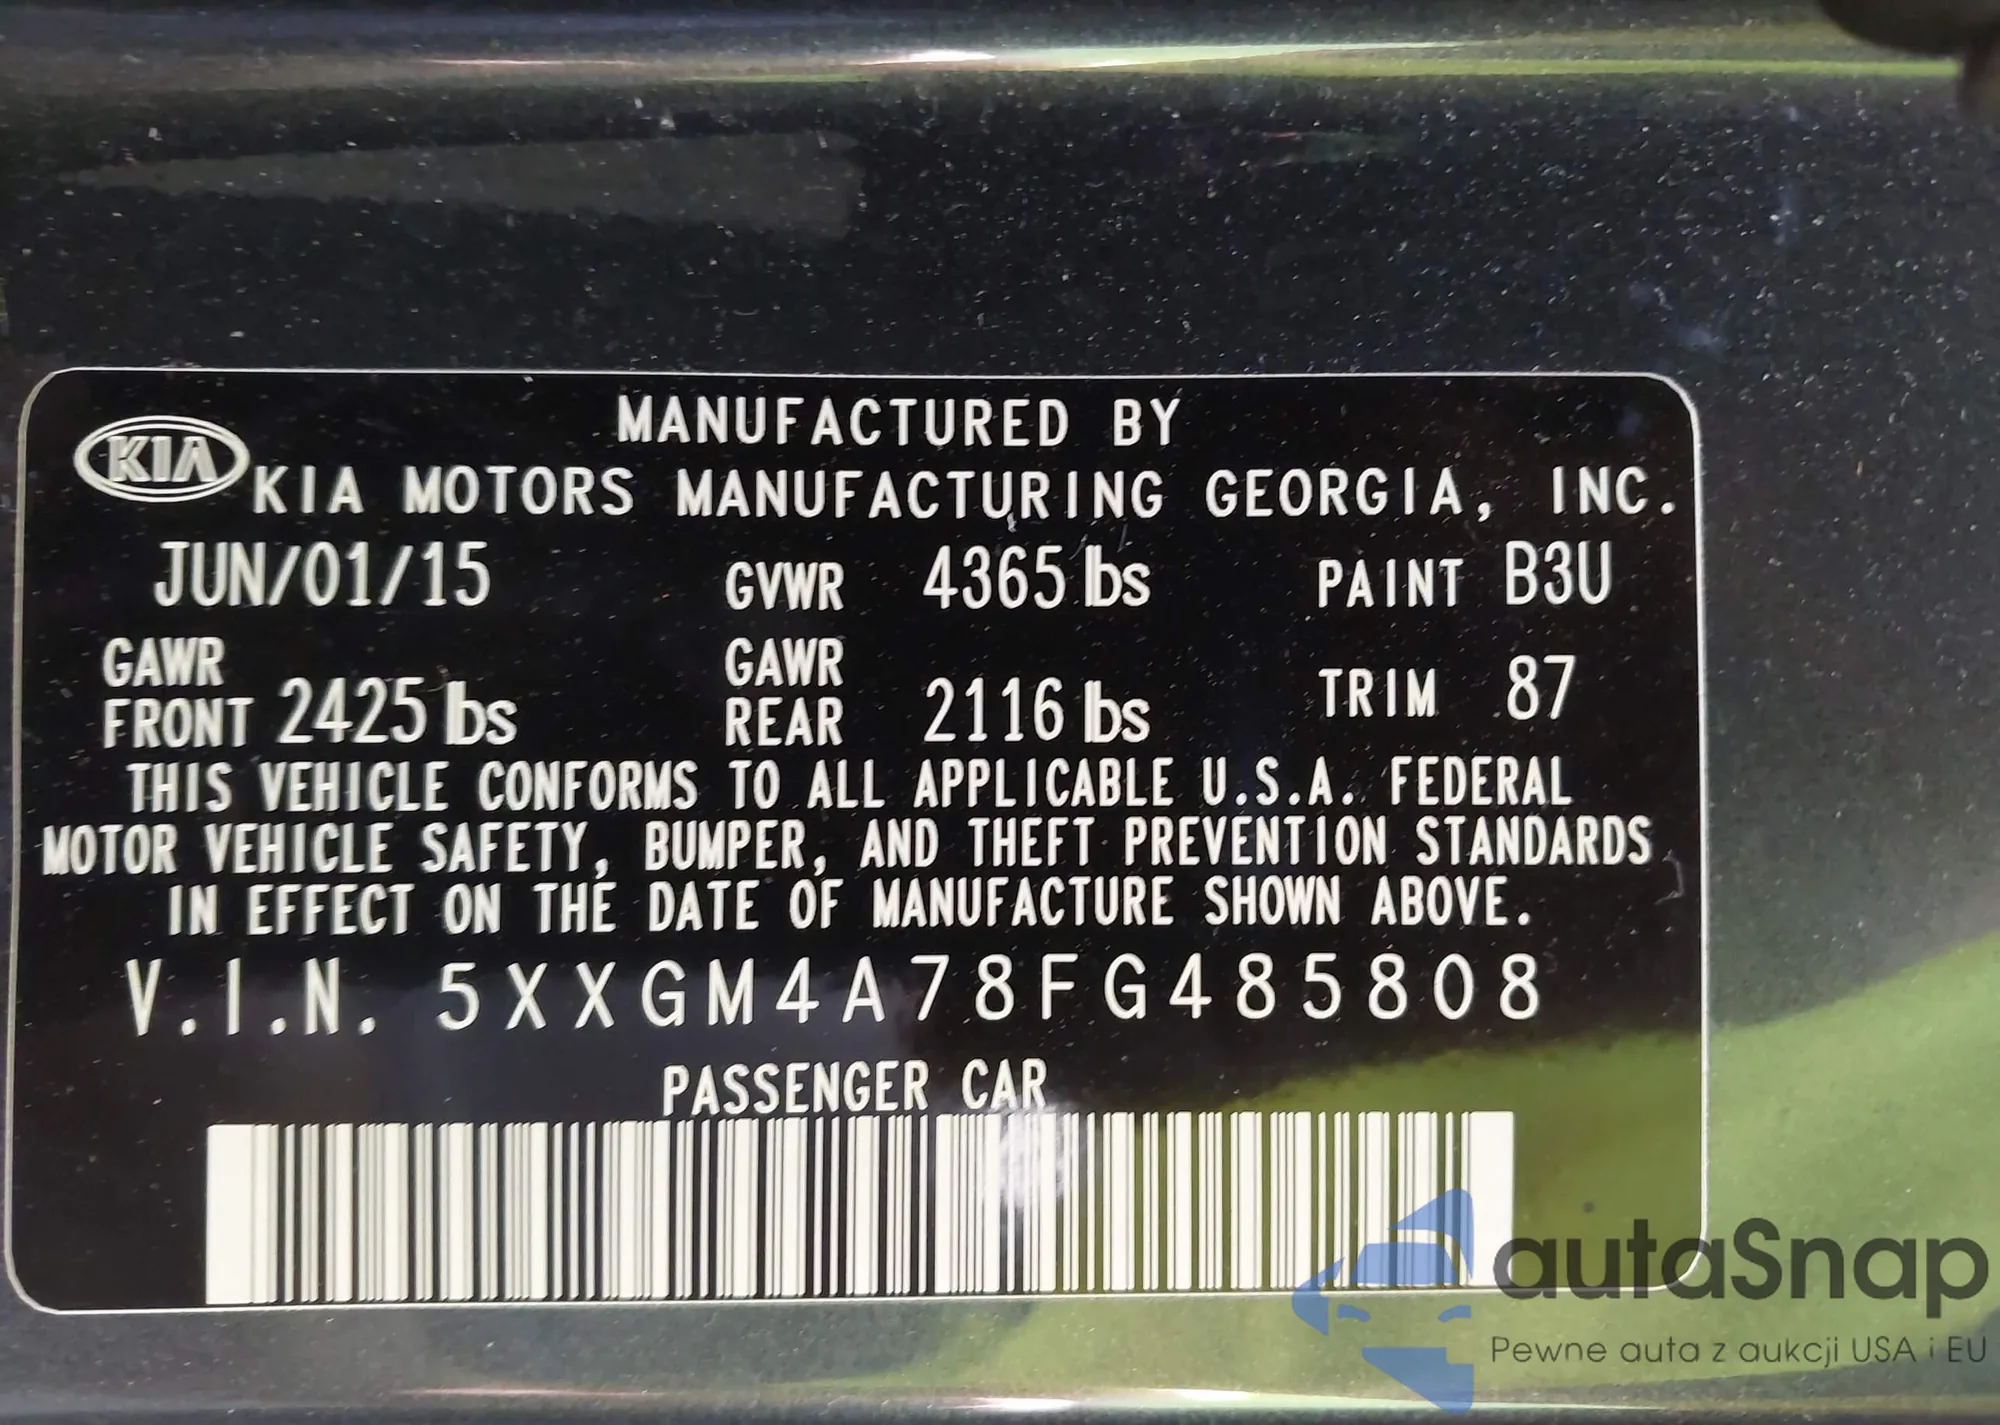 MANUFACTURED BY
KIA KIA MOTORS MANUFACTURING GEORGIA, INC.
JUN/01/15 GVWR 4365 lbs PAINT B3U
GAWR FRONT 2425 lbs GAWR REAR 2116 lbs TRIM 87
THIS VEHICLE CONFORMS TO ALL APPLICABLE U.S.A. FEDERAL
MOTOR VEHICLE SAFETY, BUMPER, AND THEFT PREVENTION STANDARDS
IN EFFECT ON THE DATE OF MANUFACTURE SHOWN ABOVE.
V.I.N. 5XXGM4A78FG485808
PASSENGER CAR
autaSnap
Pewne auta z aukcji USA i EU